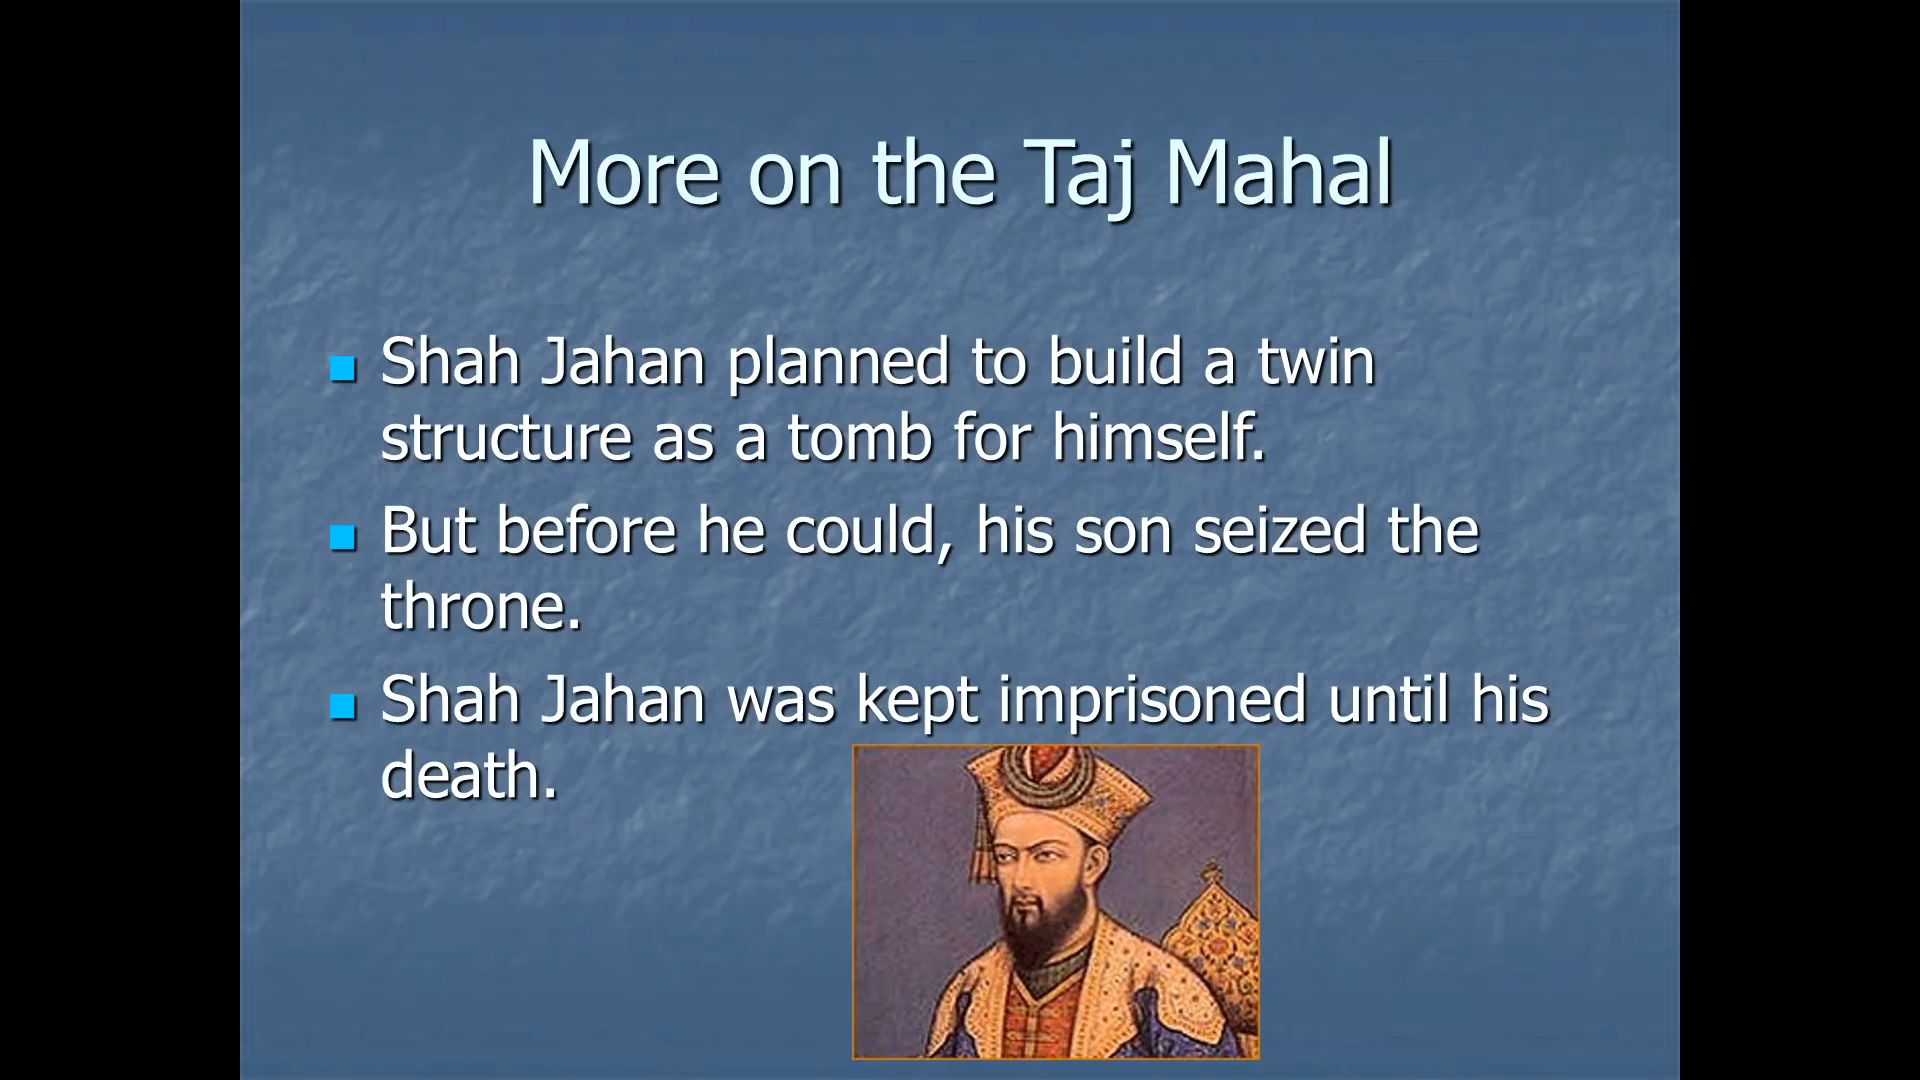 More on the Taj Mahal
Shah Jahan planned to build a twin
structure as a tomb for himself.
But before he could, his son seized the
throne.
Shah Jahan was kept imprisoned until his
death.